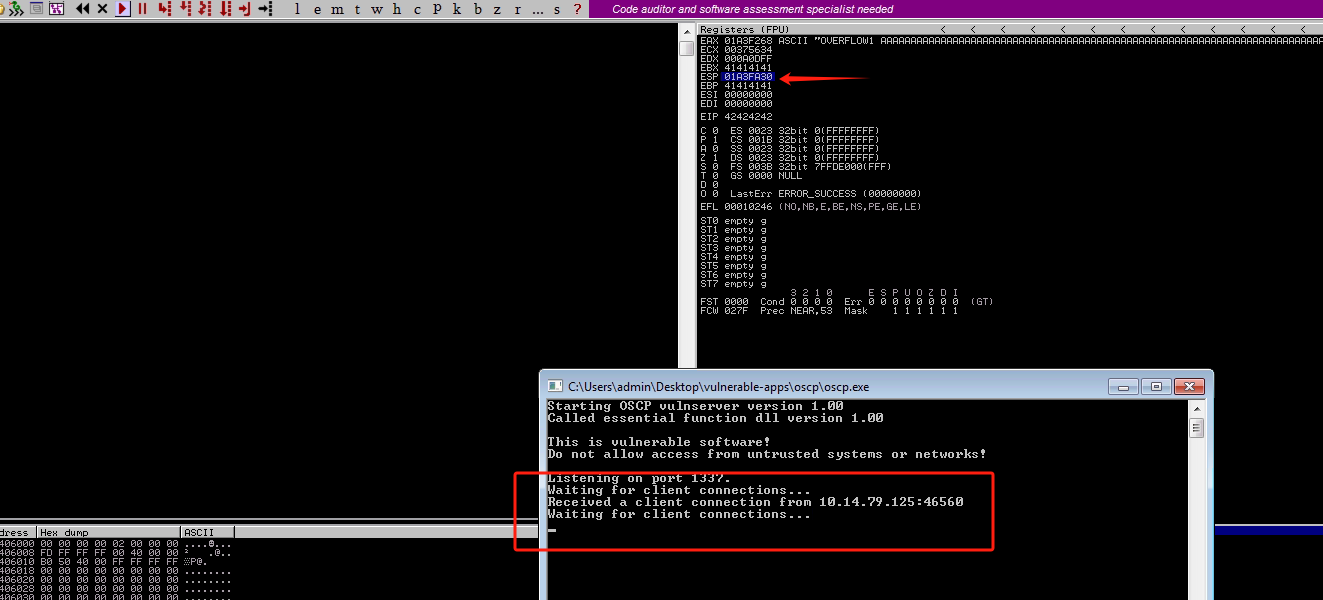 l e m t w h c P k b z r ... s ?
Code auditor and software assessment specialist needed
Registers (FPU) < < < < < < < < < < < < <
EAX 01A3F268 ASCII "OVERFLOW1 AAAAAAAAAAAAAAAAAAAAAAAAAAAAAAAAAAAAAAAAAAAAAAAAAAAAAAAAAAAAAAAAAAAAAAAA
ECX 00375634
EDX 000A0DFF
EBX 41414141
ESP 01A3FA30
EBP 41414141
ESI 00000000
EDI 00000000
EIP 42424242
C 0 ES 0023 32bit 0(FFFFFFFF)
P 1 CS 001B 32bit 0(FFFFFFFF)
A 0 SS 0023 32bit 0(FFFFFFFF)
Z 1 DS 0023 32bit 0(FFFFFFFF)
S 0 FS 003B 32bit 7FFDE000(FFF)
T 0 GS 0000 NULL
D 0
O 0 LastErr ERROR_SUCCESS (00000000)
EFL 00010246 (NO,NB,E,BE,NS,PE,GE,LE)
ST0 empty g
ST1 empty g
ST2 empty g
ST3 empty g
ST4 empty g
ST5 empty g
ST6 empty g
ST7 empty g
3 2 1 0 E S P U O Z D I
FST 0000 Cond 0 0 0 0 Err 0 0 0 0 0 0 0 0 (GT)
FCW 027F Prec NEAR,53 Mask 1 1 1 1 1 1
C:\Users\admin\Desktop\vulnerable-apps\oscp\oscp.exe
Starting OSCP vulnserver version 1.00
Called essential function dll version 1.00
This is vulnerable software!
Do not allow access from untrusted systems or networks!
Listening on port 1337.
Waiting for client connections...
Received a client connection from 10.14.79.125:46560
Waiting for client connections...
dress Hex dump ASCII
406000 00 00 00 00 02 00 00 00
406008 FD FF FF FF 00 40 00 00
406010 B0 50 40 00 FF FF FF FF
406018 00 00 00 00 00 00 00 00 ........
406020 00 00 00 00 00 00 00 00 ........
406028 00 00 00 00 00 00 00 00 ........